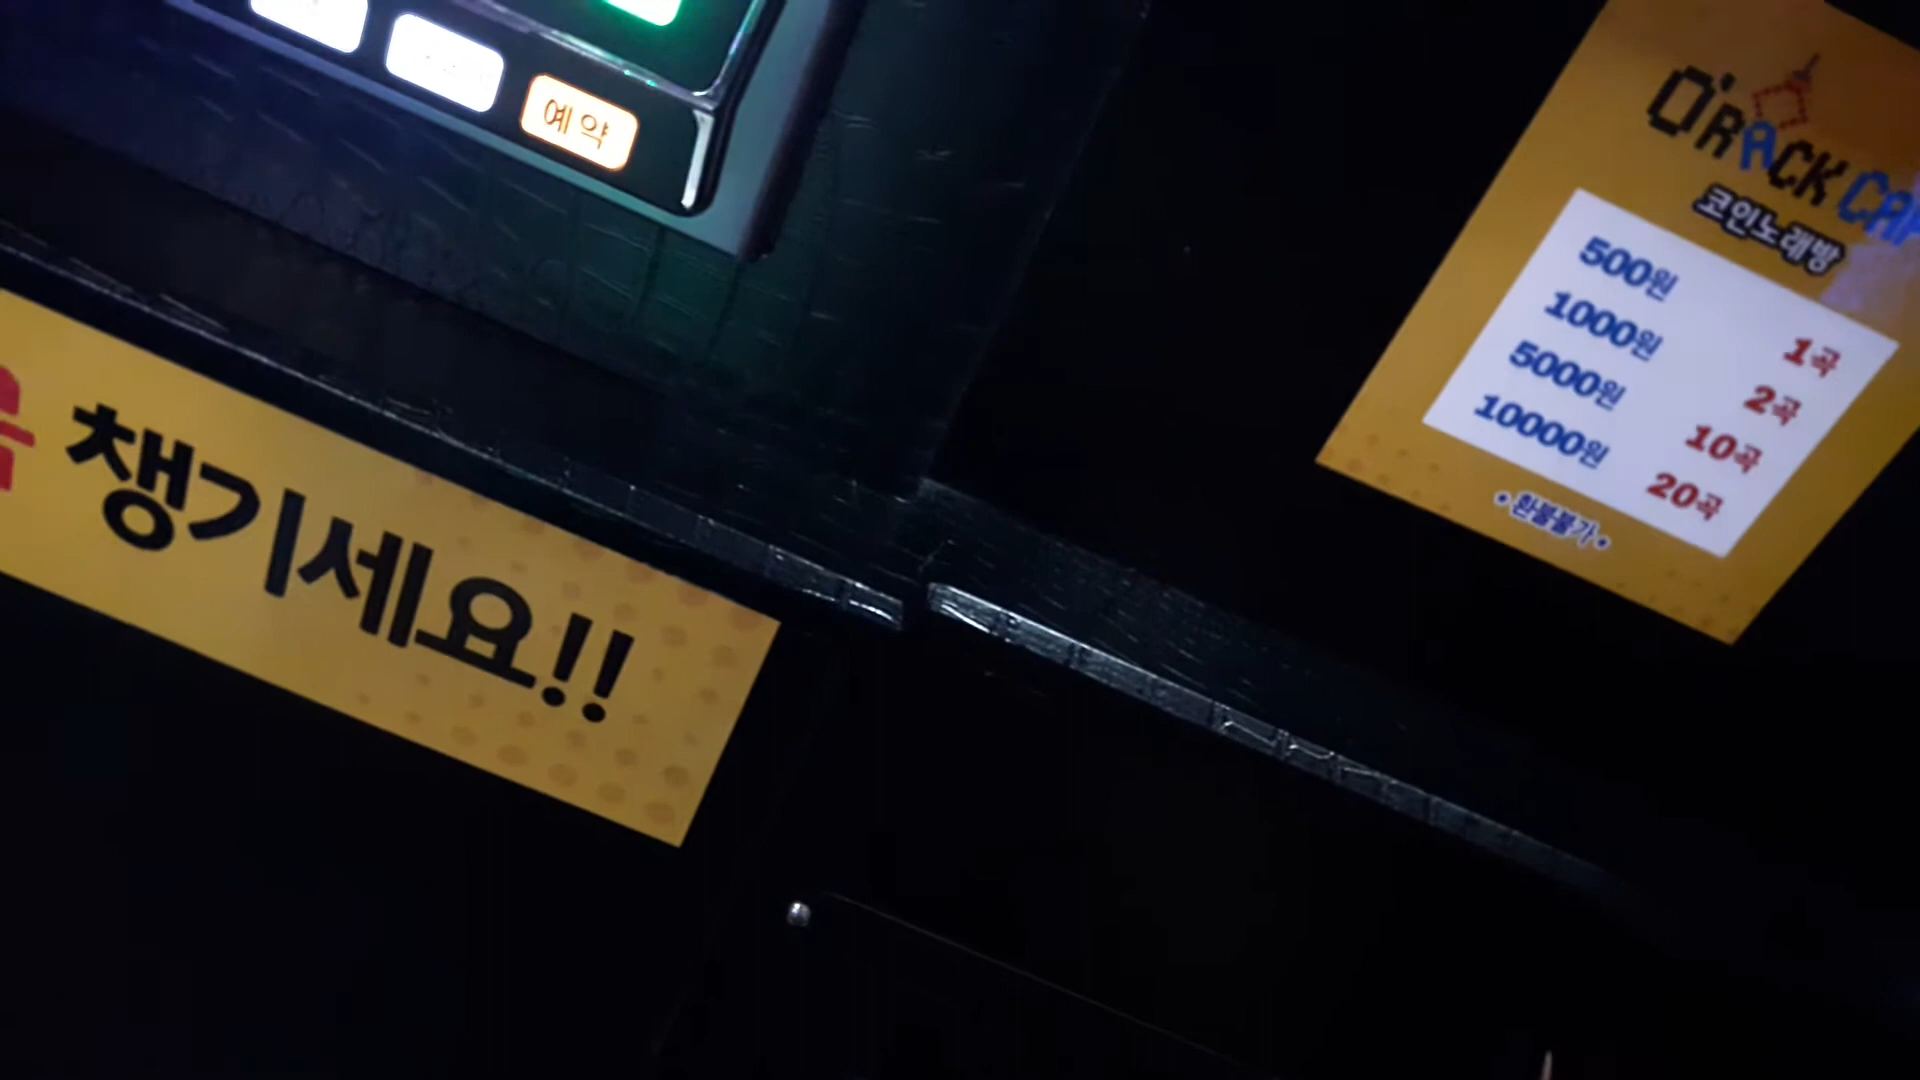 예약
챙기세요!!
O'RACK
코인노래방
500원 1곡
1000원 2곡
5000원 10곡
10000원 20곡
•환불불가•